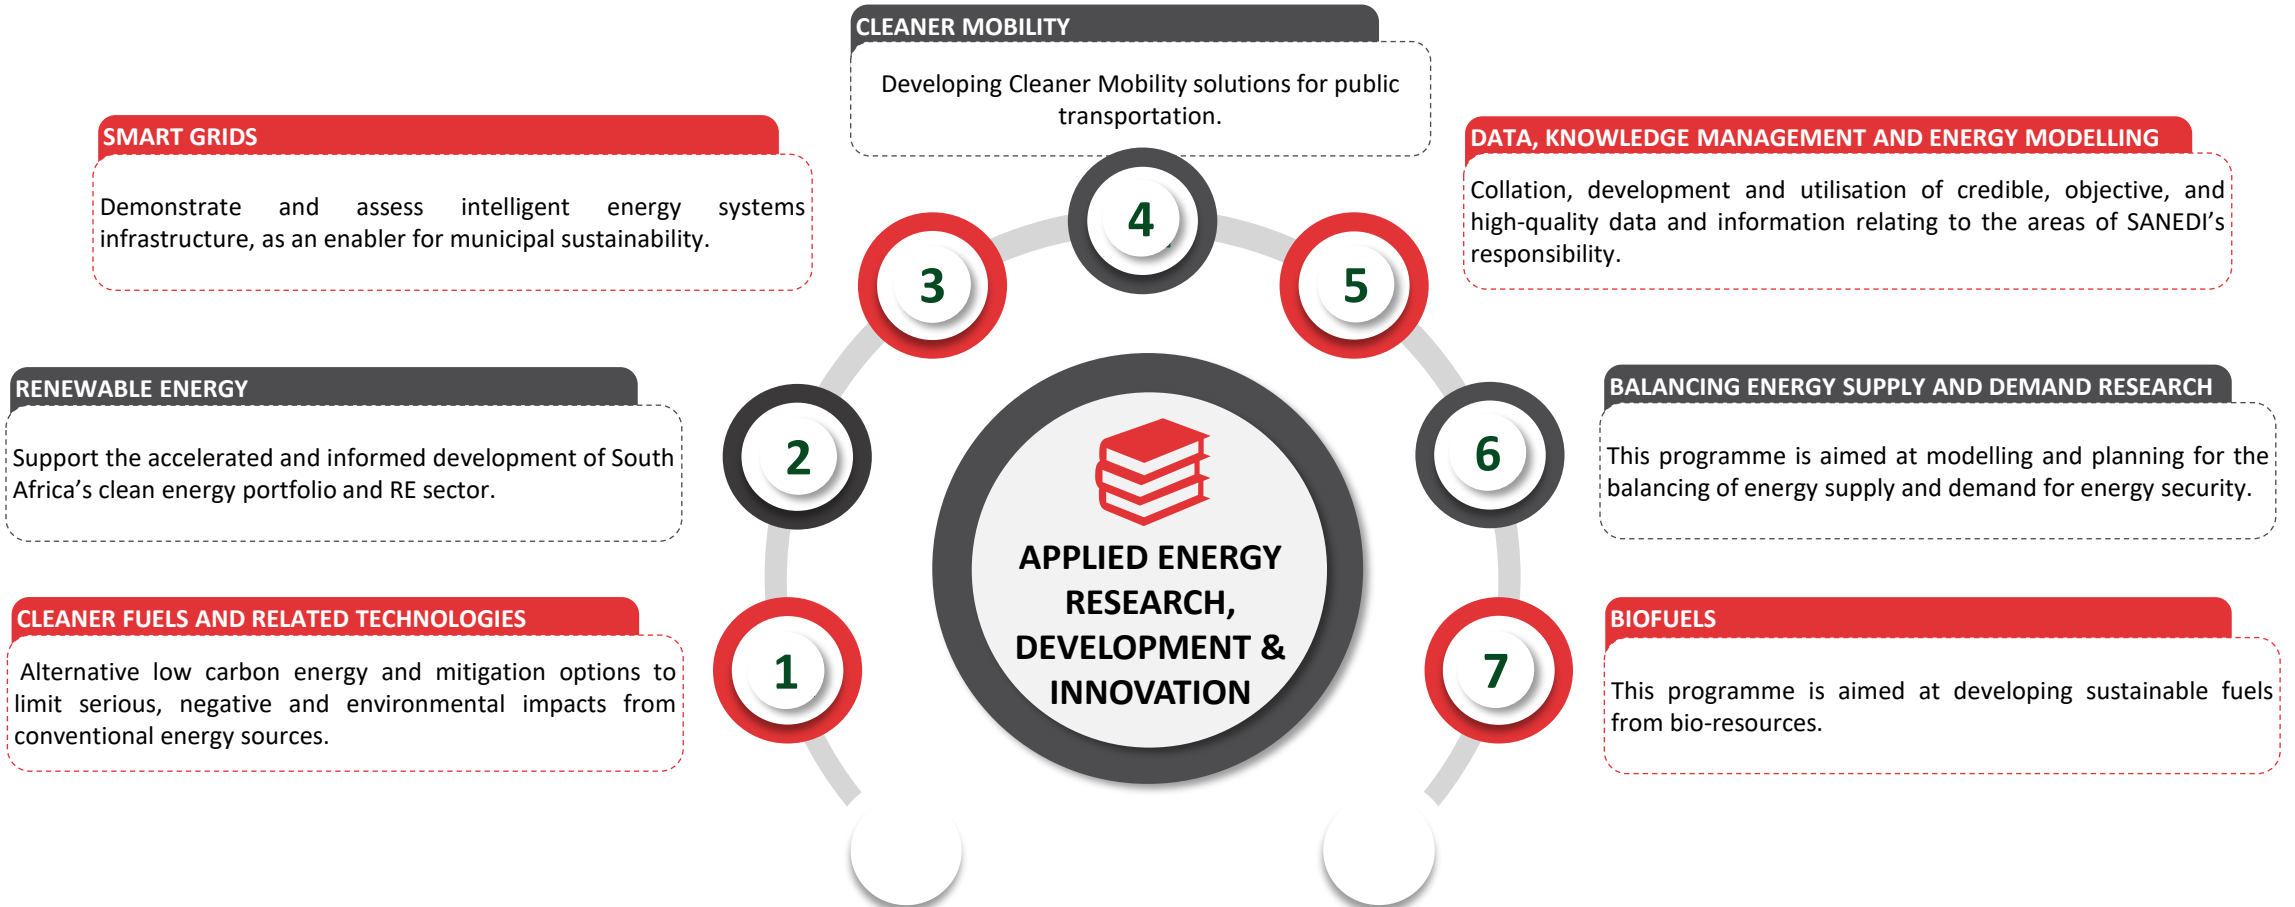 CLEANER MOBILITY
Developing Cleaner Mobility solutions for public
transportation.
SMART GRIDS
Demonstrate and assess intelligent energy systems
infrastructure, as an enabler for municipal sustainability.
DATA, KNOWLEDGE MANAGEMENT AND ENERGY MODELLING
Collation, development and utilisation of credible, objective, and
high-quality data and information relating to the areas of SANEDI’s
responsibility.
4
3
5
RENEWABLE ENERGY
Support the accelerated and informed development of South
Africa’s clean energy portfolio and RE sector.
2
6
BALANCING ENERGY SUPPLY AND DEMAND RESEARCH
This programme is aimed at modelling and planning for the
balancing of energy supply and demand for energy security.
APPLIED ENERGY
RESEARCH,
DEVELOPMENT &
INNOVATION
CLEANER FUELS AND RELATED TECHNOLOGIES
Alternative low carbon energy and mitigation options to
limit serious, negative and environmental impacts from
conventional energy sources.
1
7
BIOFUELS
This programme is aimed at developing sustainable fuels
from bio-resources.